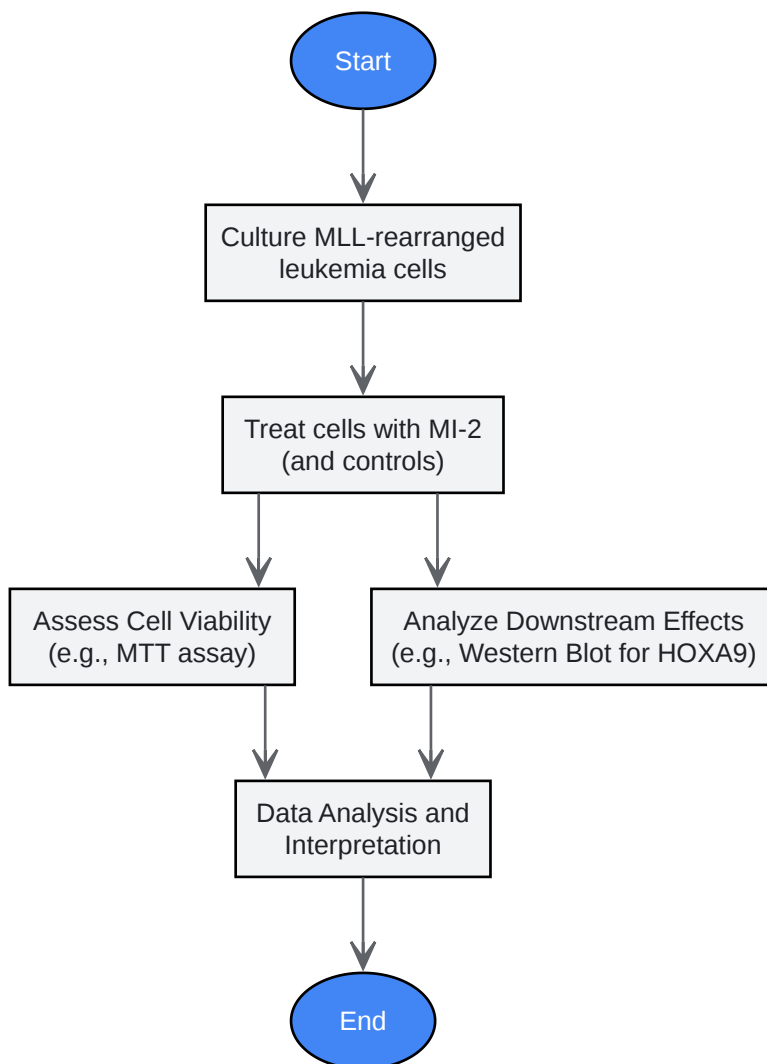 Start
Culture MLL-rearranged
leukemia cells
Treat cells with MI-2
(and controls)
Assess Cell Viability
(e.g., MTT assay)
Analyze Downstream Effects
(e.g., Western Blot for HOXA9)
Data Analysis and
Interpretation
End